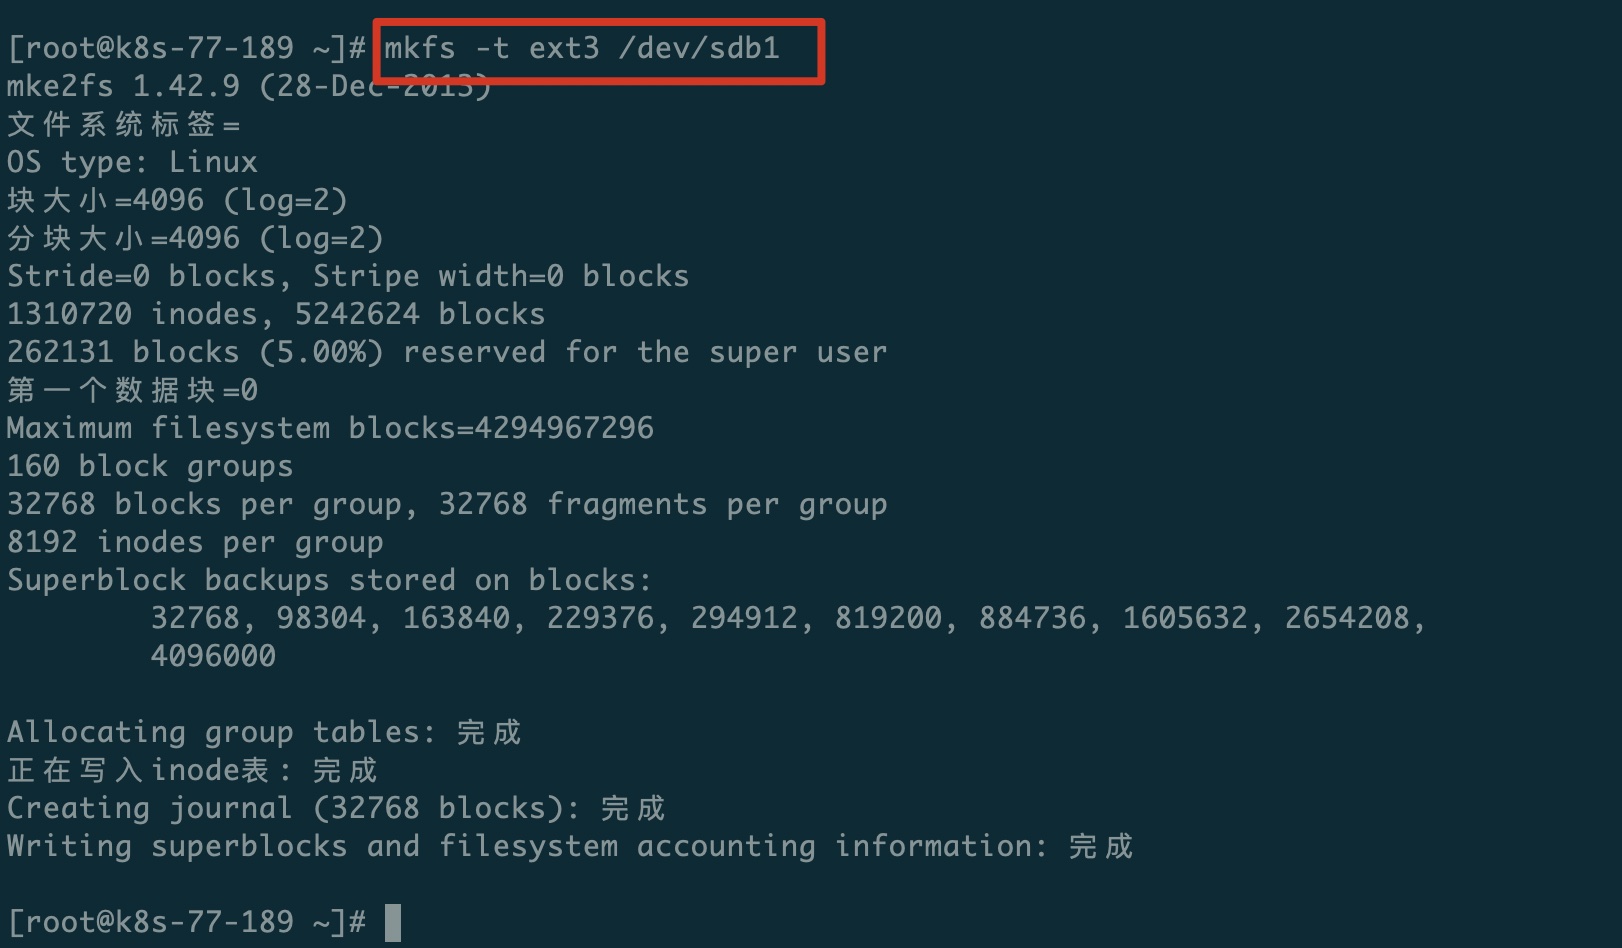 [root@k8s-77-189 ~]# mkfs -t ext3 /dev/sdb1
mke2fs 1.42.9 (28-Dec-2013)
文件系统标签=
OS type: Linux
块大小=4096 (log=2)
分块大小=4096 (log=2)
Stride=0 blocks, Stripe width=0 blocks
1310720 inodes, 5242624 blocks
262131 blocks (5.00%) reserved for the super user
第一个数据块=0
Maximum filesystem blocks=4294967296
160 block groups
32768 blocks per group, 32768 fragments per group
8192 inodes per group
Superblock backups stored on blocks:
32768, 98304, 163840, 229376, 294912, 819200, 884736, 1605632, 2654208,
4096000
Allocating group tables: 完成
正在写入inode表: 完成
Creating journal (32768 blocks): 完成
Writing superblocks and filesystem accounting information: 完成
[root@k8s-77-189 ~]#